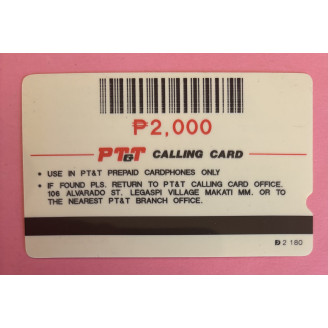 ₱2,000
PT&T CALLING CARD
• USE IN PT&T PREPAID CARDPHONES ONLY
• IF FOUND PLS. RETURN TO PT&T CALLING CARD OFFICE.
106 ALVARADO ST. LEGASPI VILLAGE MAKATI MM. OR TO
THE NEAREST PT&T BRANCH OFFICE.
2 180